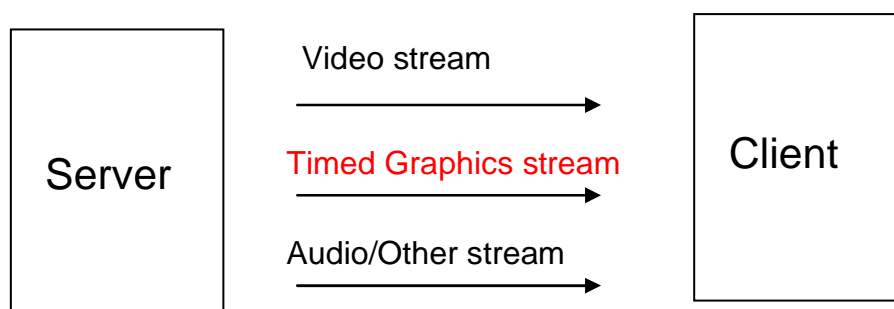 Server
Video stream
Timed Graphics stream
Audio/Other stream
Client